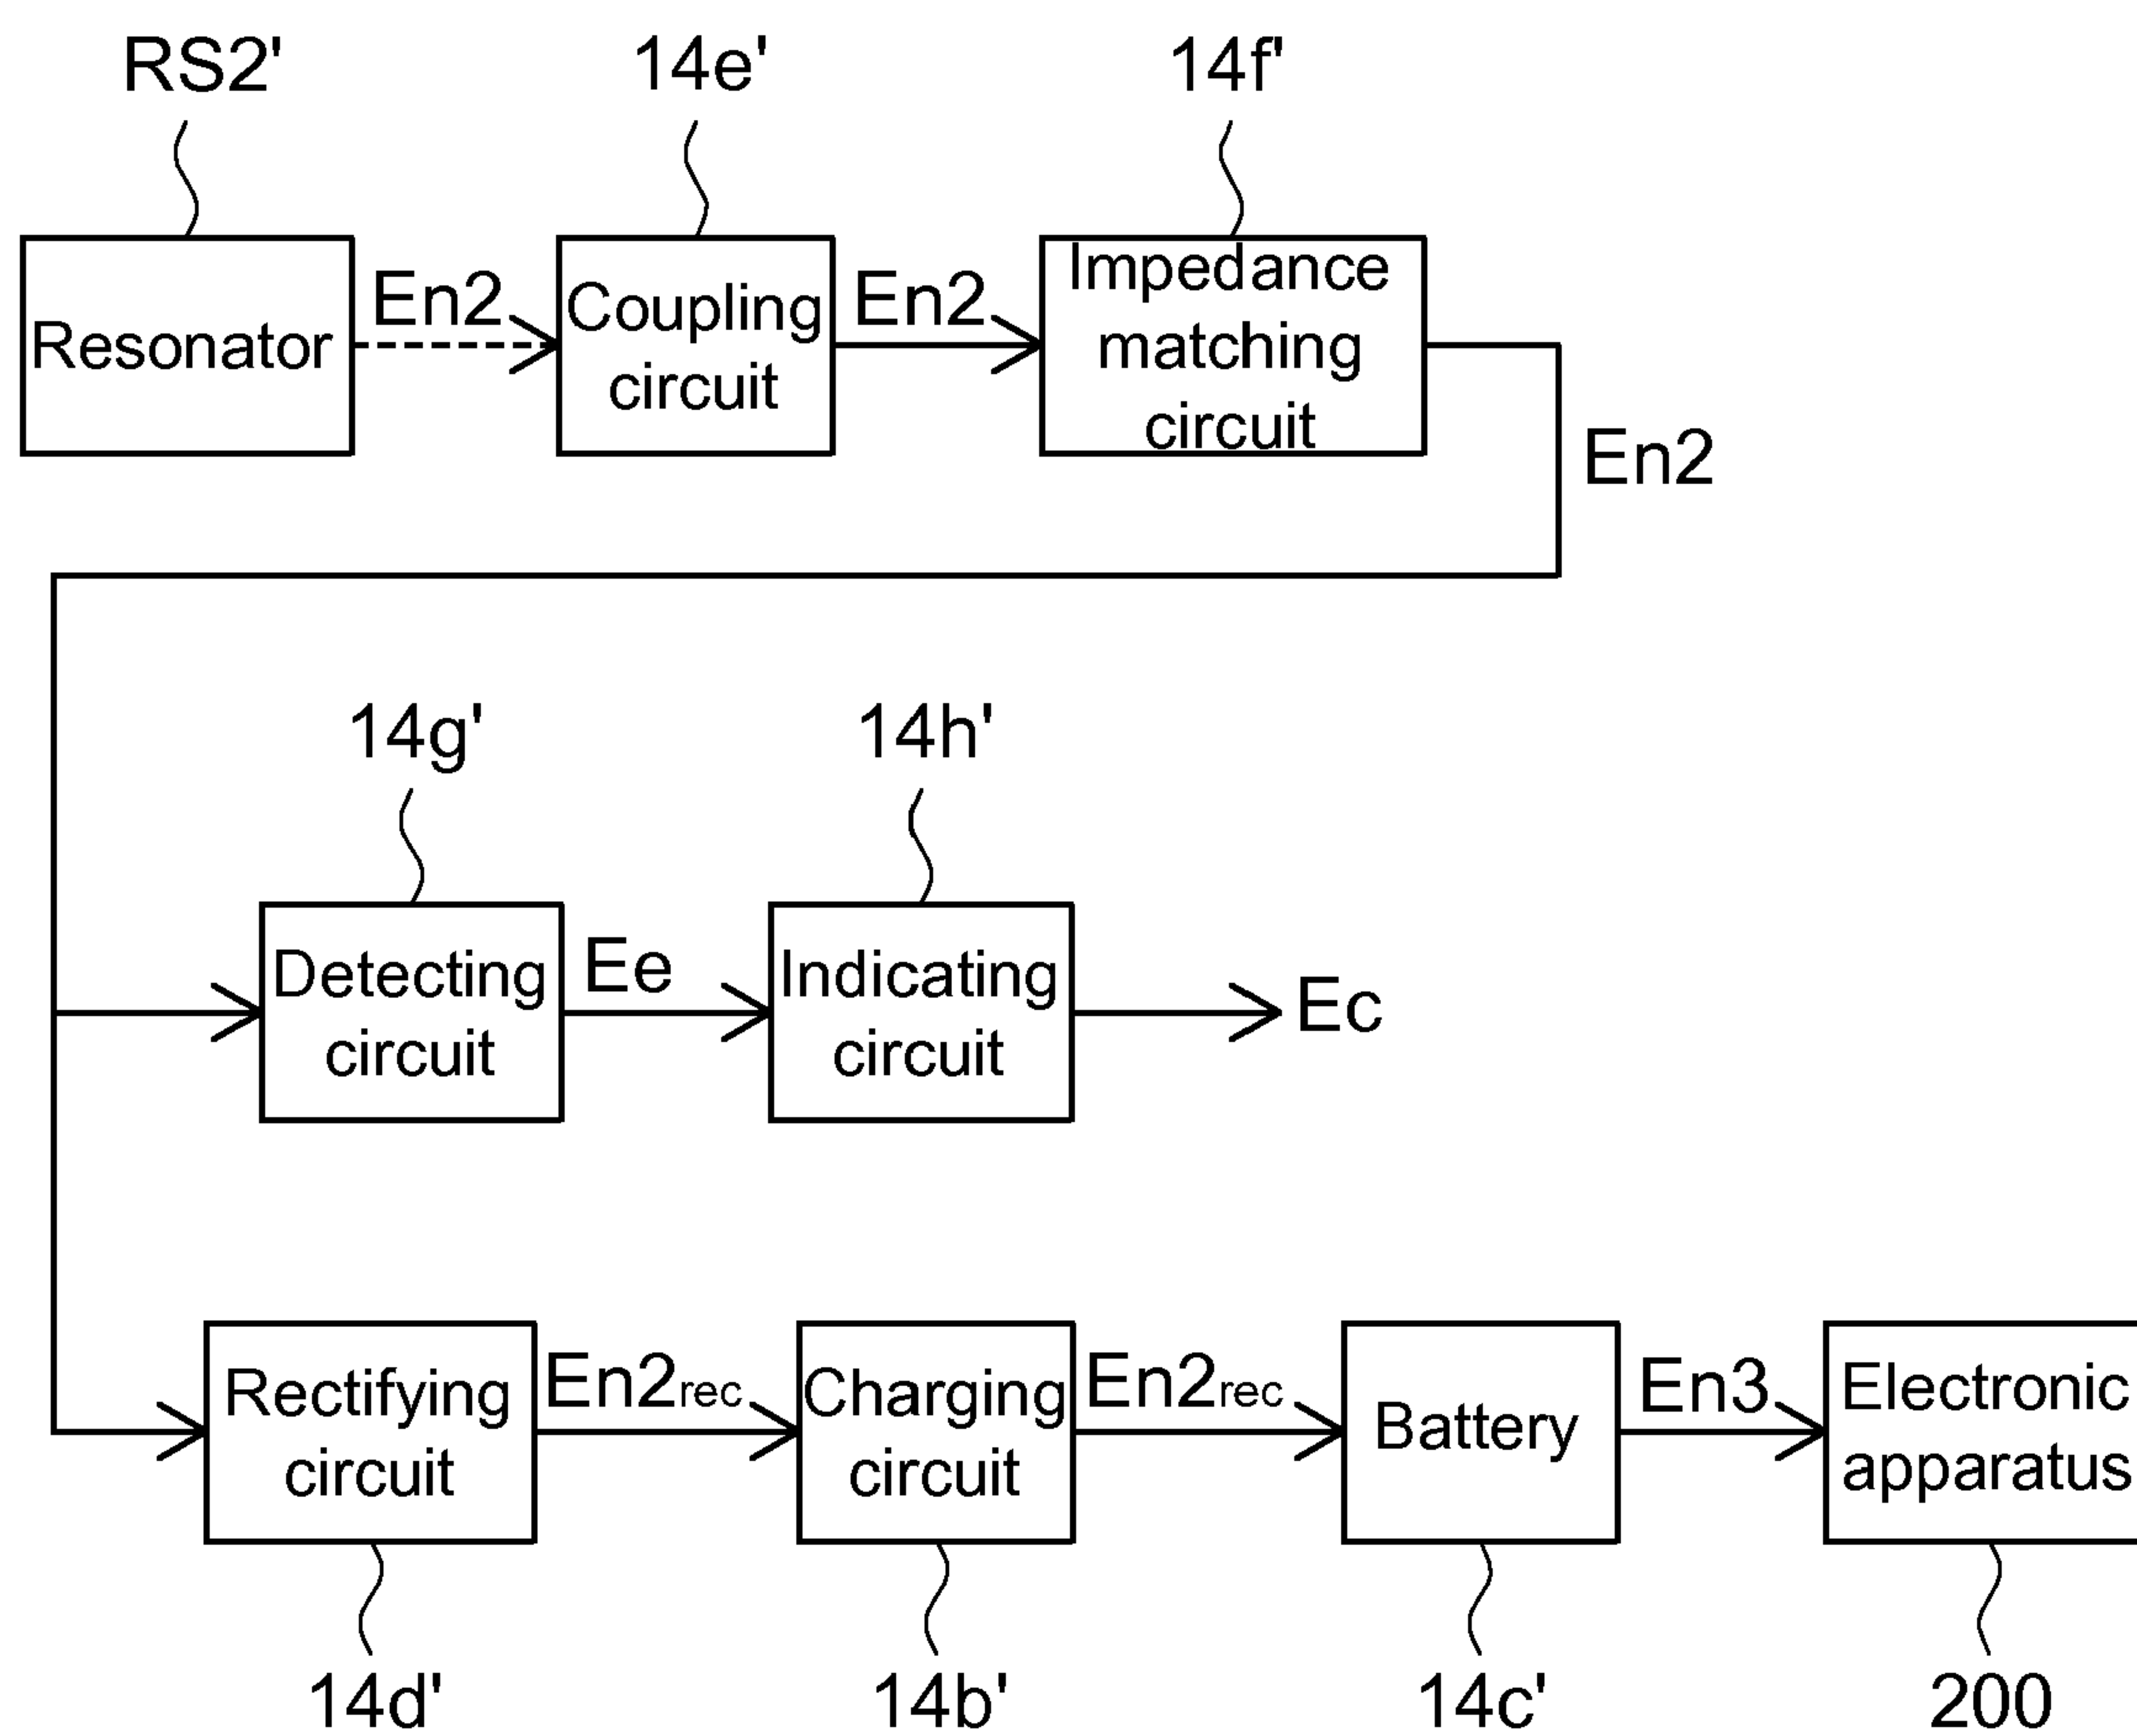 RS2'
14e'
14f'
Resonator
En2
Coupling
circuit
En2
Impedance
matching
circuit
En2
14g'
14h'
Detecting
circuit
Ee
Indicating
circuit
Ec
Rectifying
circuit
En2rec
Charging
circuit
En2rec
Battery
En3
Electronic
apparatus
14d'
14b'
14c'
200